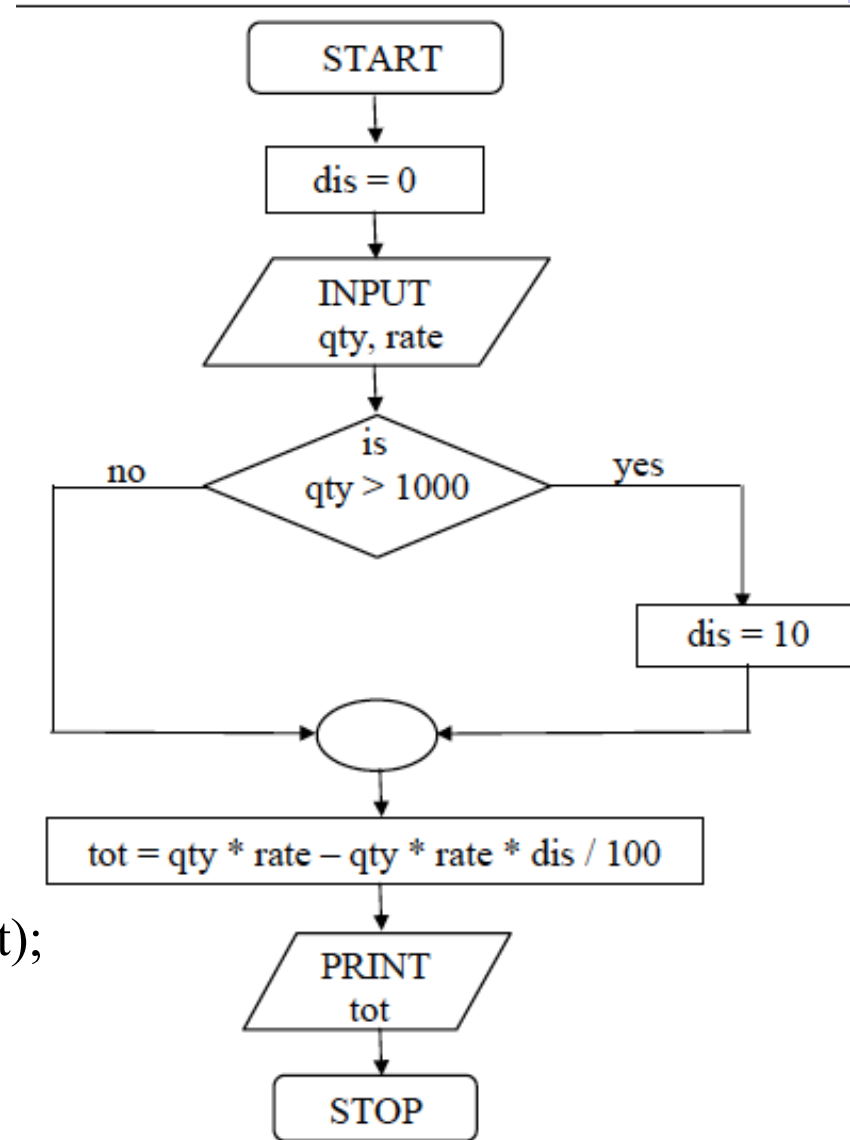 START
dis = 0
INPUT
qty, rate
is
qty > 1000
no
yes
dis = 10
tot = qty * rate – qty * rate * dis / 100
t);
PRINT
tot
STOP